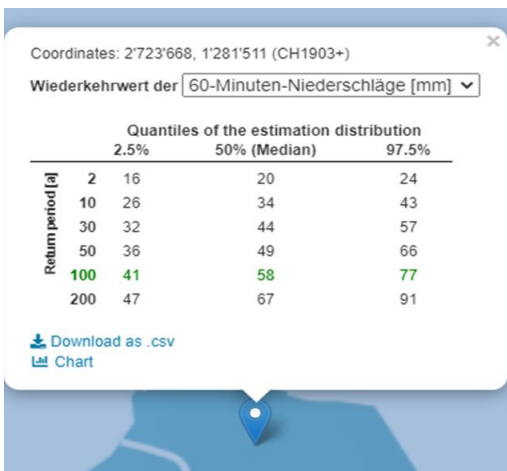 ×
Coordinates: 2'723'668, 1'281'511 (CH1903+)
Wiederkehrwert der 60-Minuten-Niederschläge [mm]
Quantiles of the estimation distribution
2.5% 50% (Median) 97.5%
Return period [a]
2 16 20 24
10 26 34 43
30 32 44 57
50 36 49 66
100 41 58 77
200 47 67 91
Download as .csv
Chart